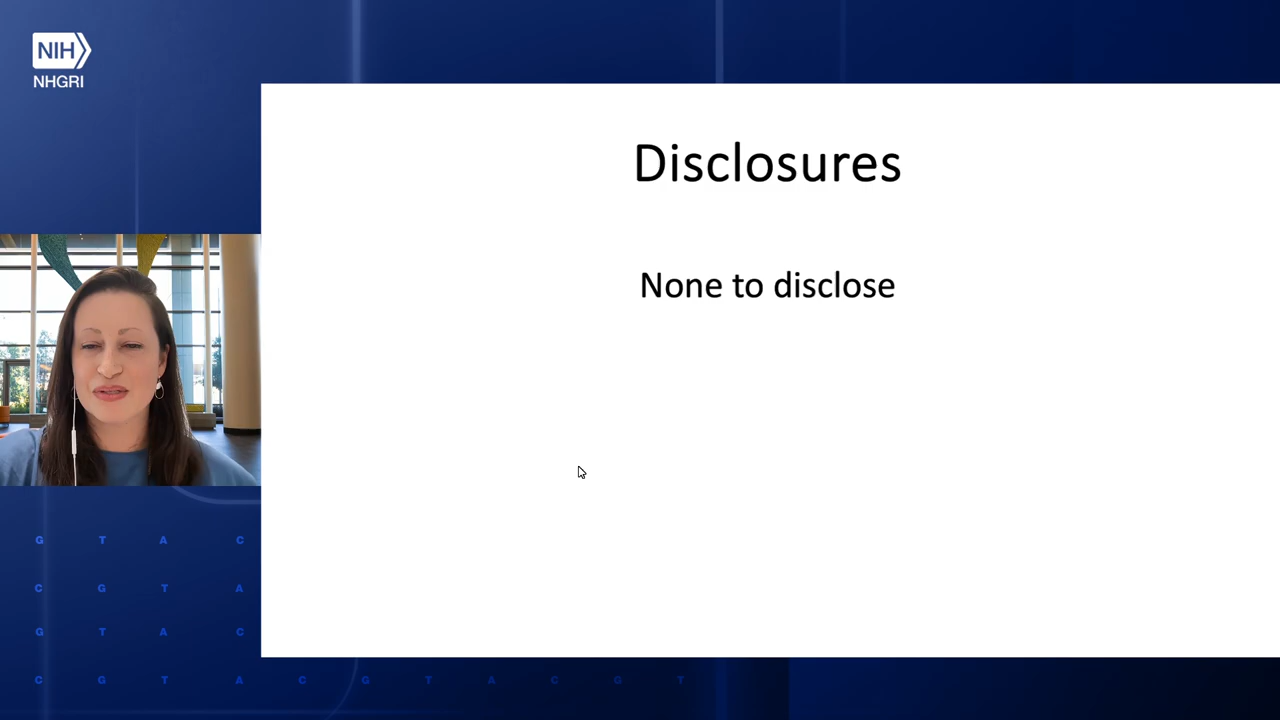 NIH
NHGRI
Disclosures
None to disclose
G T A C
C G T A
G T A C
C G T A C G T A C G T